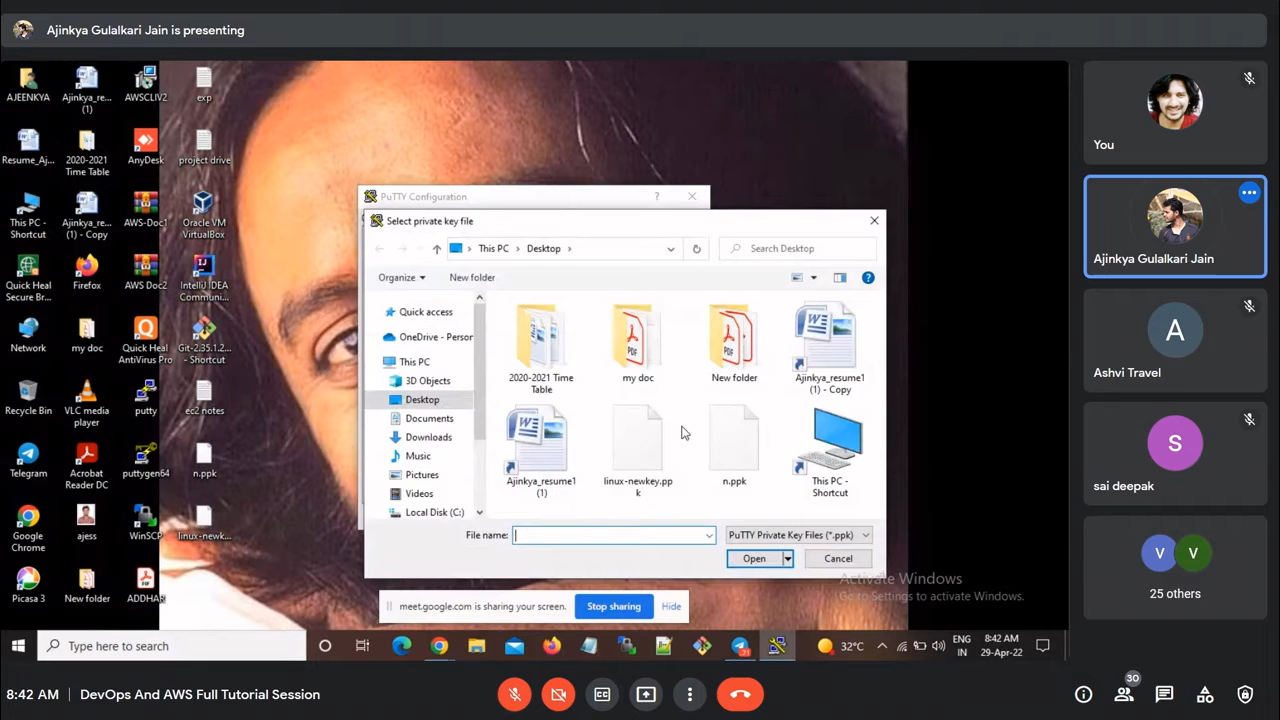 Ajinkya Gulalkari Jain is presenting
AJEENKYA
Ajinkya_re...
(1)
AWSCLIV2
exp
Resume_Aj...
2020-2021
Time Table
AnyDesk
project drive
This PC -
Shortcut
Ajinkya_re...
(1) - Copy
AWS-Doc1
Oracle VM
VirtualBox
Quick Heal
Secure Br...
Firefox
AWS Doc2
IntelliJ IDEA
Communi...
Network
my doc
Quick Heal
AntiVirus Pro
Git-2.35.1.2...
- Shortcut
Recycle Bin
VLC media
player
putty
ec2 notes
Telegram
Acrobat
Reader DC
puttygen64
n.ppk
Google
Chrome
ajess
WinSCP
linux-newk...
Picasa 3
New folder
ADDHAR
PuTTY Configuration
?
Select private key file
This PC
Desktop
Search Desktop
Organize
New folder
Quick access
OneDrive - Person
This PC
3D Objects
Desktop
Documents
Downloads
Music
Pictures
Videos
Local Disk (C:)
2020-2021 Time
Table
my doc
New folder
Ajinkya_resume1
(1) - Copy
Ajinkya_resume1
(1)
linux-newkey.pp
k
n.ppk
This PC -
Shortcut
File name:
PuTTY Private Key Files (*.ppk)
Open
Cancel
Activate Windows
Go to Settings to activate Windows.
meet.google.com is sharing your screen.
Stop sharing
Hide
Type here to search
32°C
ENG
IN
8:42 AM
29-Apr-22
You
Ajinkya Gulalkari Jain
A
Ashvi Travel
S
sai deepak
V
V
25 others
8:42 AM
DevOps And AWS Full Tutorial Session
30